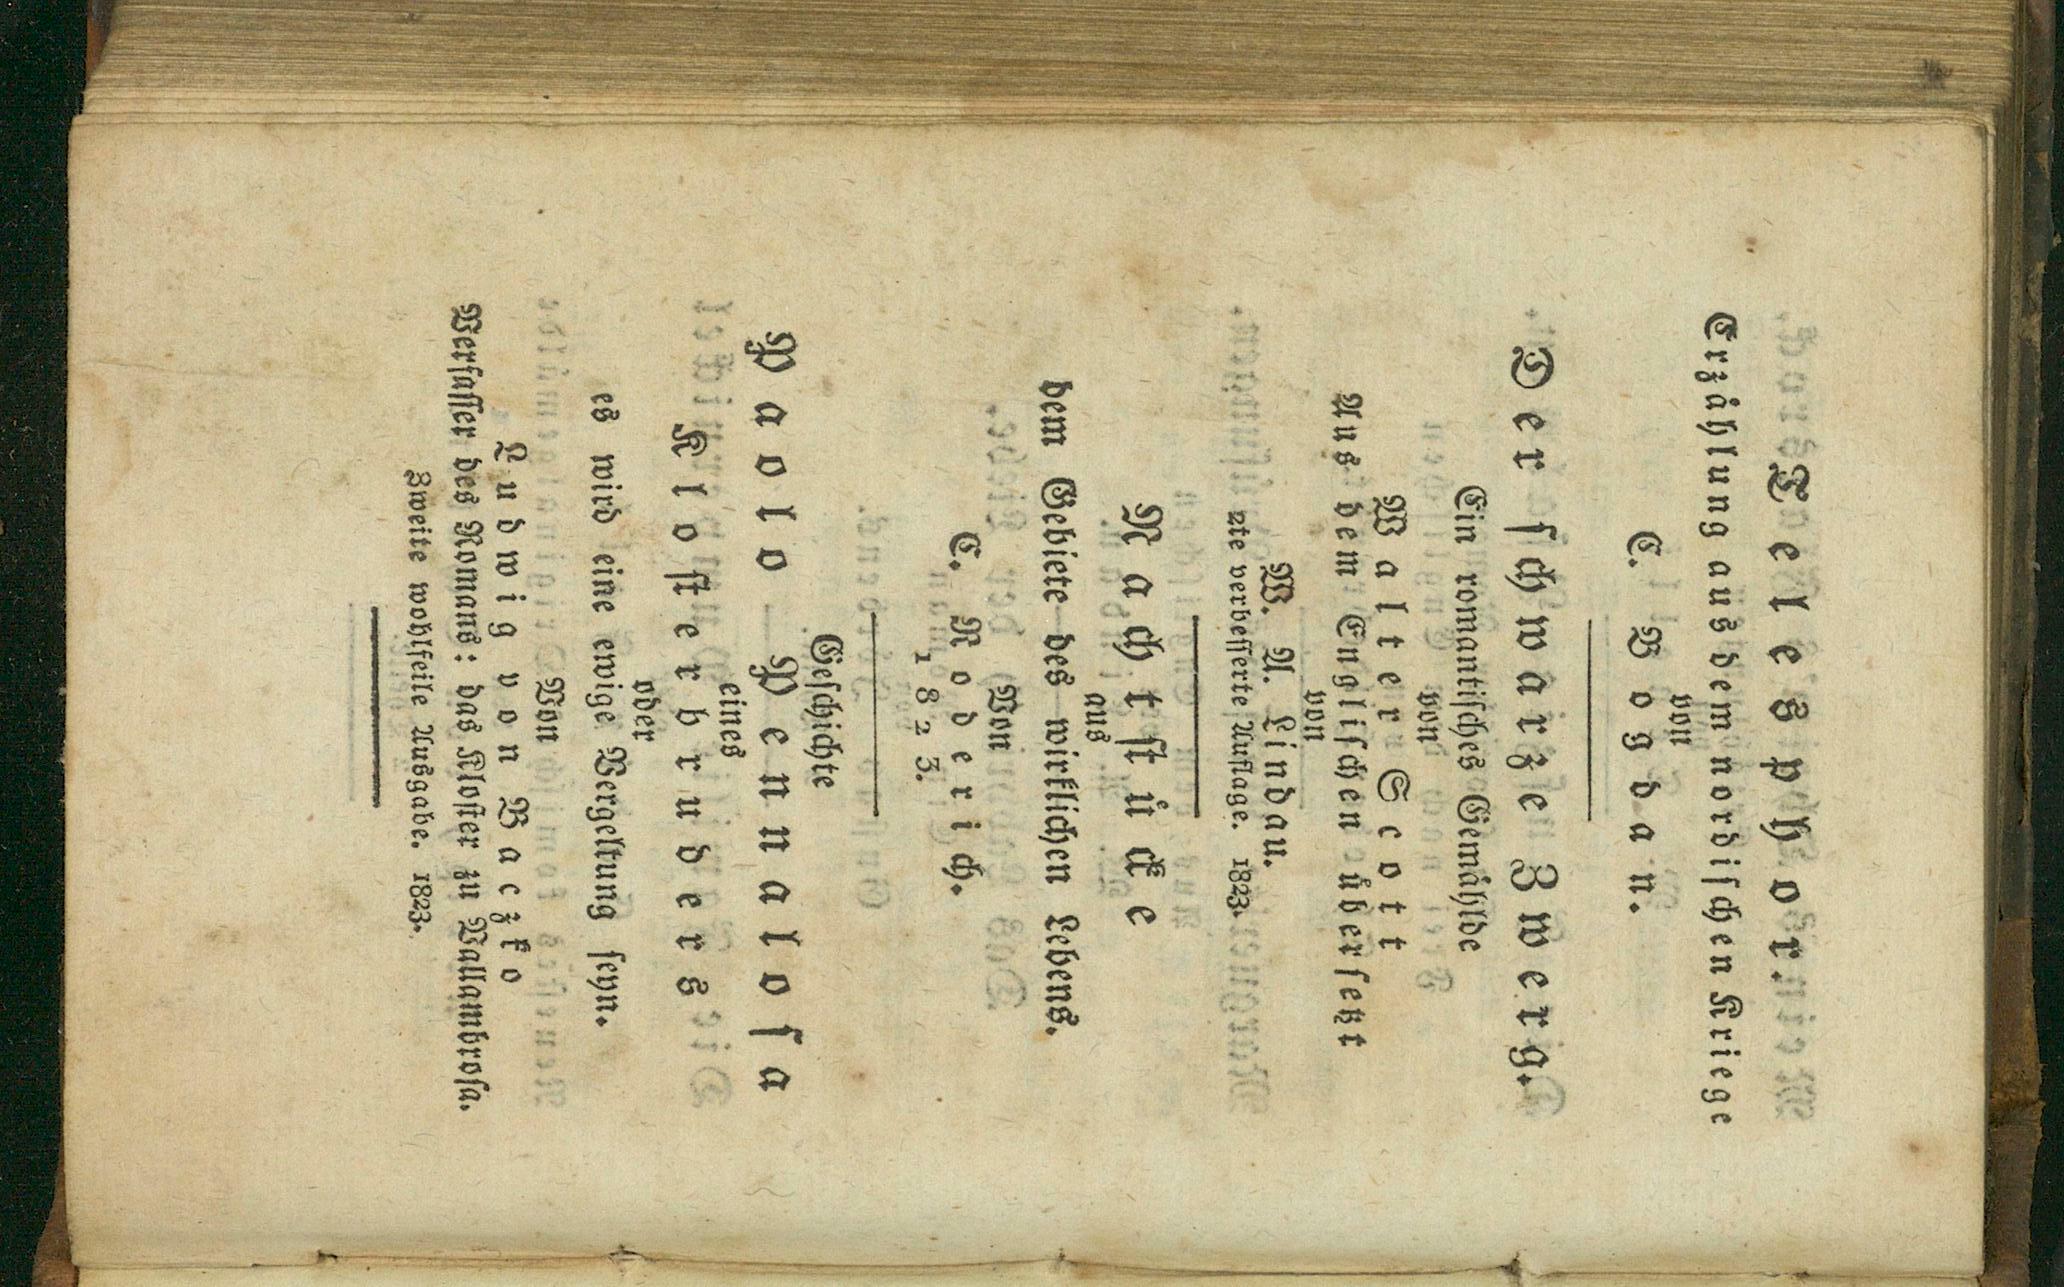 Telesphor.
Erzählung aus dem nordischen Kriege
von
C. Bogdan.
Der schwarze Zwerg.
Ein romantisches Gemählde
von
Walter Scott
Aus dem Englischen übersetzt
von
W. A. Lindau.
2te verbesserte Auflage. 1823.
Nachtstücke
aus
dem Gebiete des wirklichen Lebens.
Von
C. Roderich.
1823.
Geschichte
Paolo Pennalosa
eines
Klosterbruders
oder
es wird eine ewige Vergeltung seyn.
Von
Ludwig von Baczko
Verfasser des Romans: das Kloster zu Vallambrosa.
Zweite wohlfeile Ausgabe. 1823.